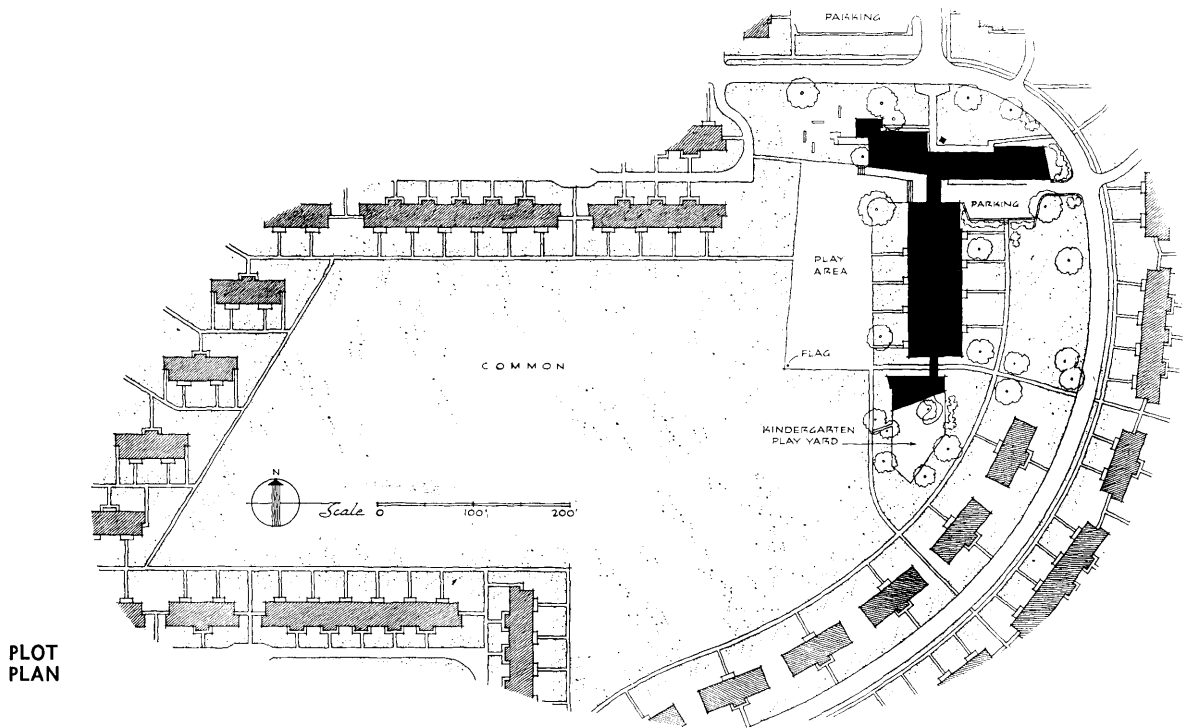 PARKING
PARKING
PLAY
AREA
FLAG
COMMON
KINDERGARTEN
PLAY YARD
N
Scale 0 100' 200'
PLOT
PLAN